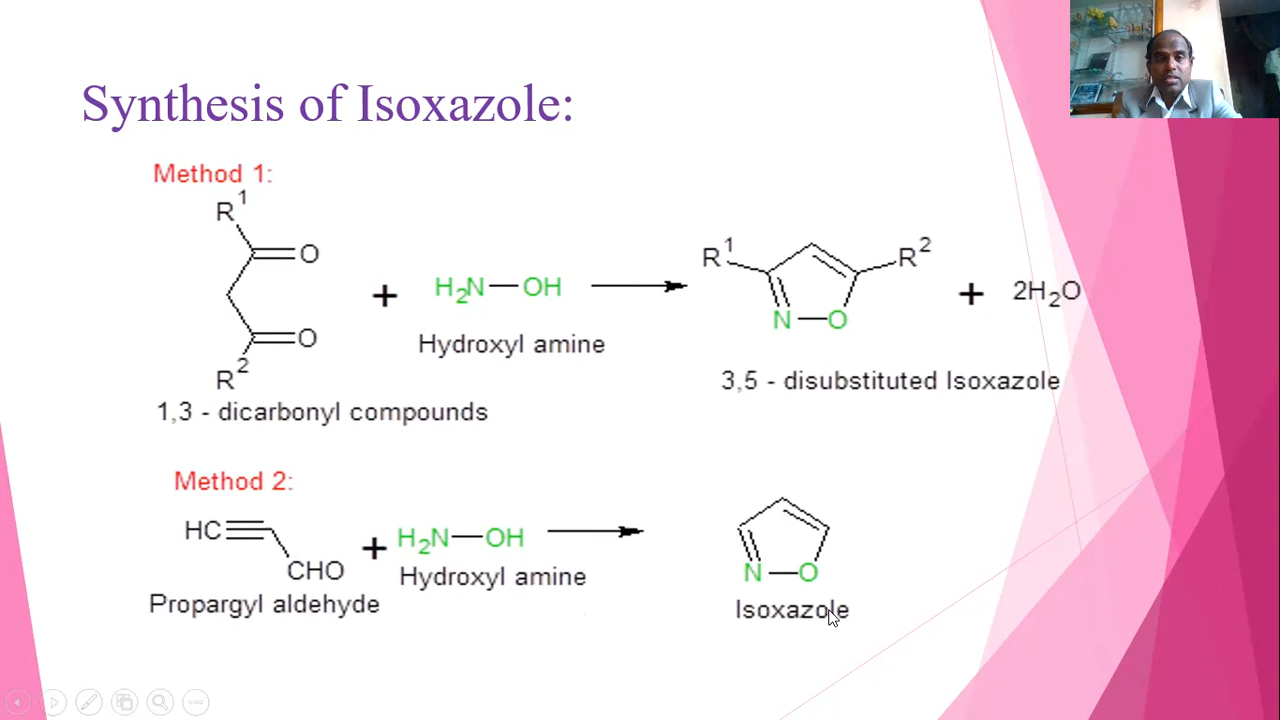 Synthesis of Isoxazole:
Method 1:
R1
O
O
R2
+
H2N—OH
Hydroxyl amine
R1
R2
N
O
+
2H2O
1,3 - dicarbonyl compounds
3,5 - disubstituted Isoxazole
Method 2:
HC
CHO
+
H2N—OH
Hydroxyl amine
Propargyl aldehyde
N
O
Isoxazole